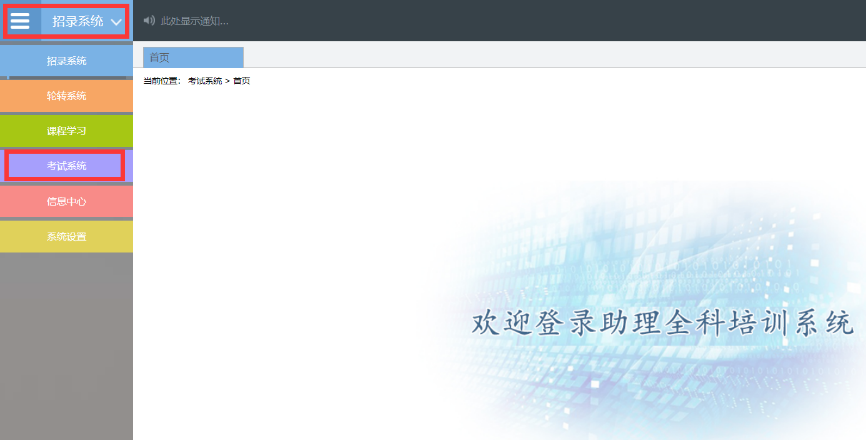 招录系统
此处显示通知...
首页
当前位置： 考试系统 > 首页
招录系统
轮转系统
课程学习
考试系统
信息中心
系统设置
欢迎登录助理全科培训系统